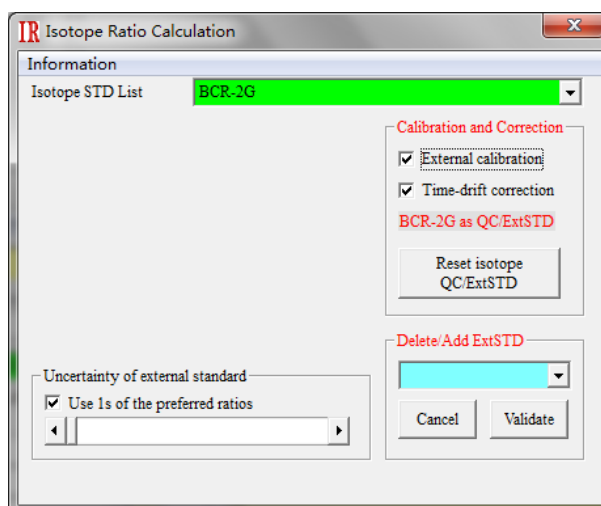 IR Isotope Ratio Calculation
Information
Isotope STD List BCR-2G
Calibration and Correction
External calibration
Time-drift correction
BCR-2G as QC/ExtSTD
Reset isotope
QC/ExtSTD
Delete/Add ExtSTD
Uncertainty of external standard
Use 1s of the preferred ratios
Cancel Validate